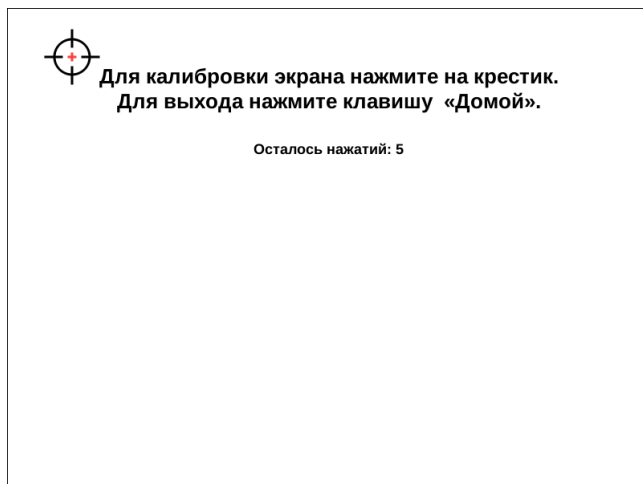 Для калибровки экрана нажмите на крестик.
Для выхода нажмите клавишу «Домой».
Осталось нажатий: 5